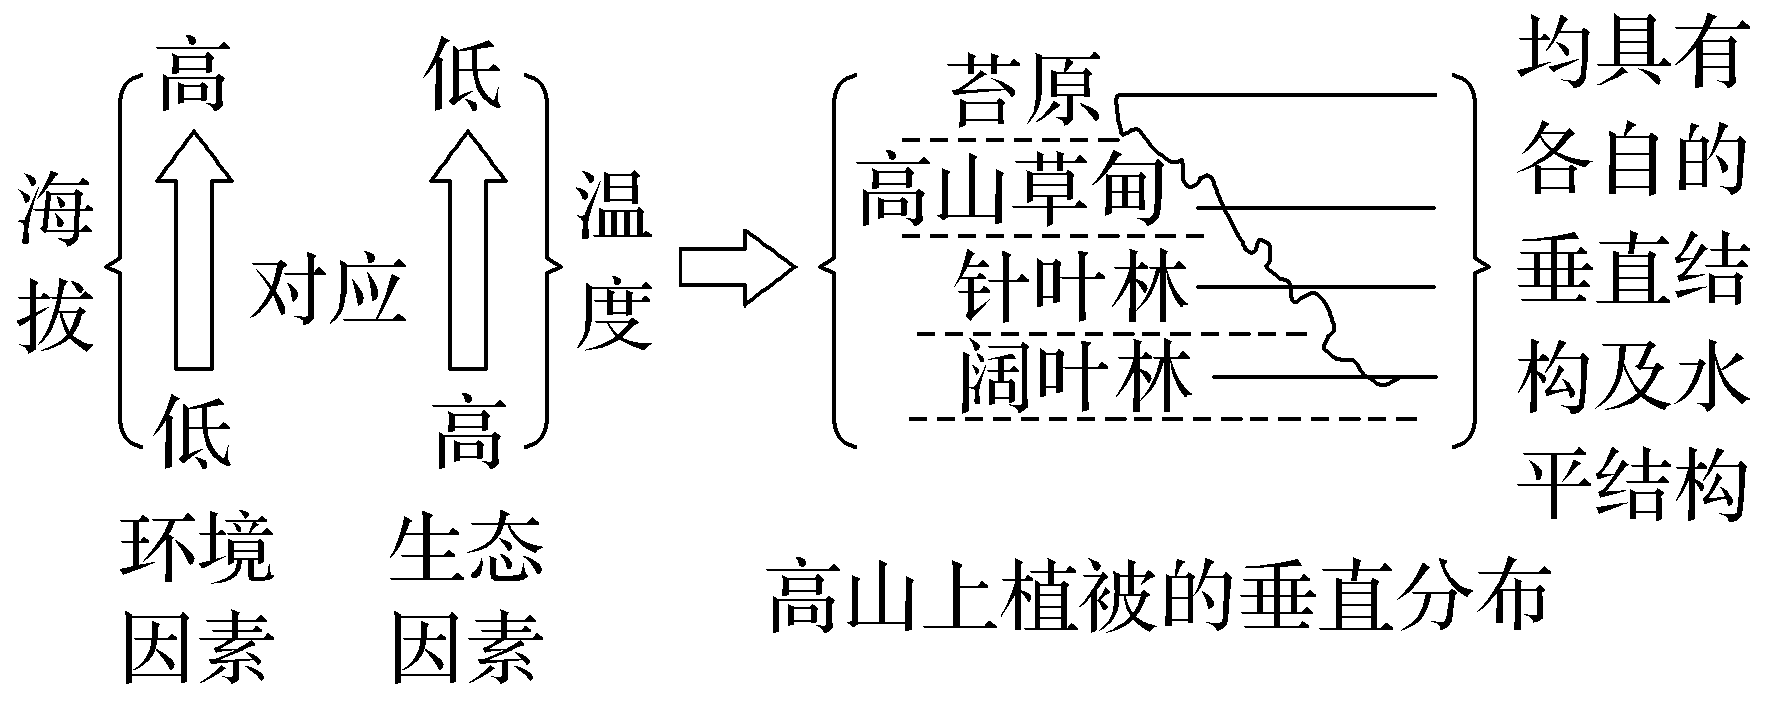 海拔
高
低
对应
低
高
温度
环境
因素
生态
因素
苔原
高山草甸
针叶林
阔叶林
均具有
各自的
垂直结
构及水
平结构
高山上植被的垂直分布